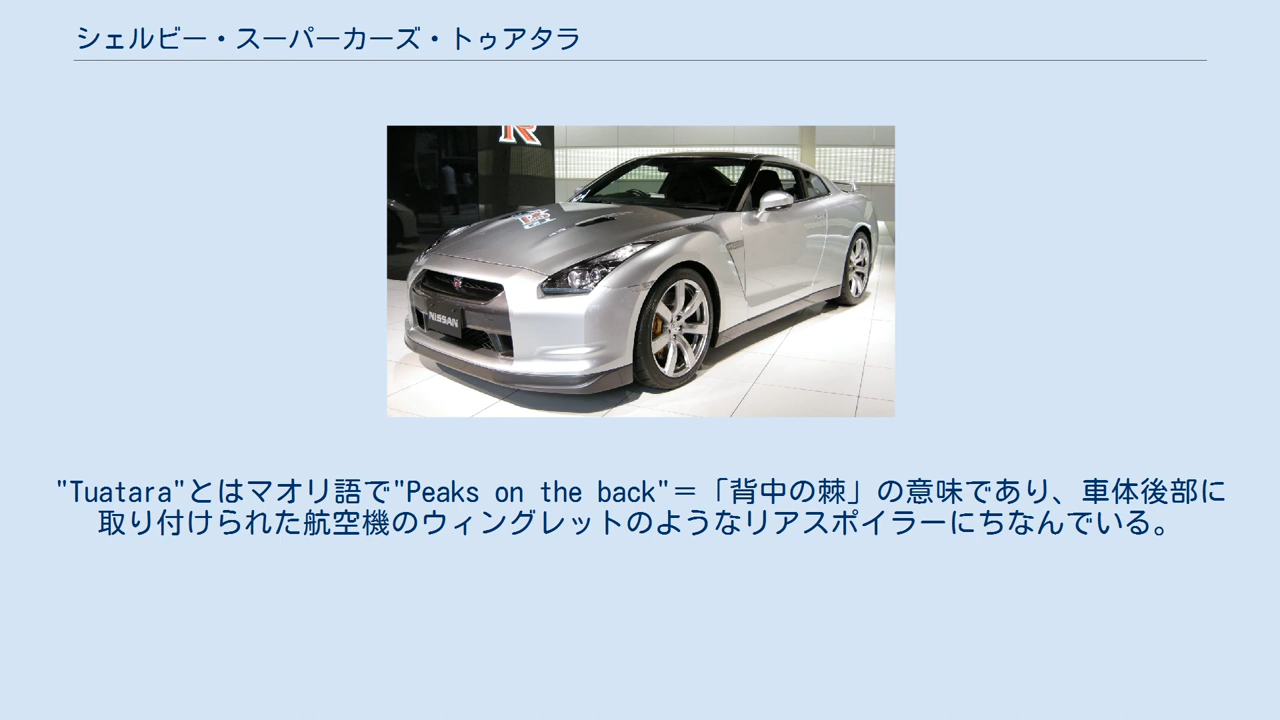 シェルビー・スーパーカーズ・トゥアタラ
R
NISSAN
"Tuatara"とはマオリ語で"Peaks on the back"＝「背中の棘」の意味であり、車体後部に
取り付けられた航空機のウィングレットのようなリアスポイラーにちなんでいる。